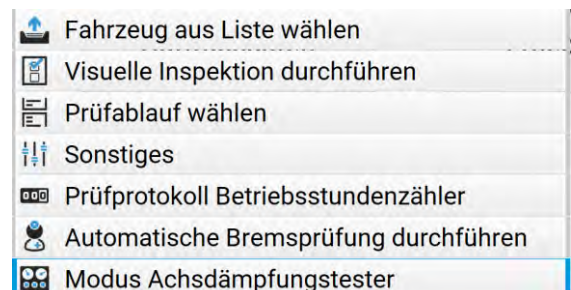 Fahrzeug aus Liste wählen
Visuelle Inspektion durchführen
Prüfablauf wählen
Sonstiges
Prüfprotokoll Betriebsstundenzähler
Automatische Bremsprüfung durchführen
Modus Achsdämpfungstester